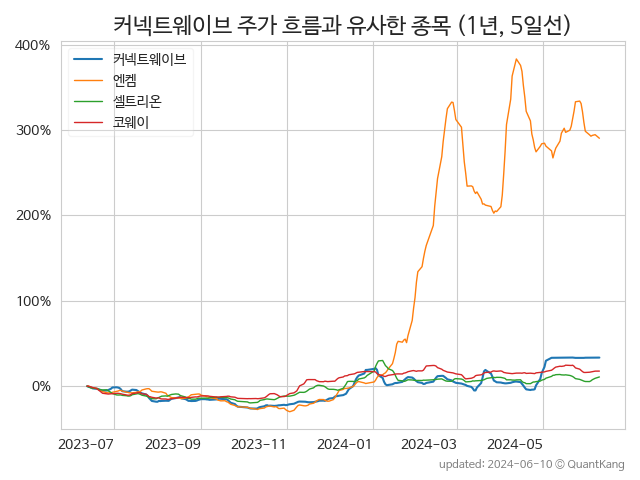 커넥트웨이브 주가 흐름과 유사한 종목 (1년, 5일선)
400%
300%
200%
100%
0%
커넥트웨이브
엔켐
셀트리온
코웨이
2023-07 2023-09 2023-11 2024-01 2024-03 2024-05
updated: 2024-06-10 © QuantKang